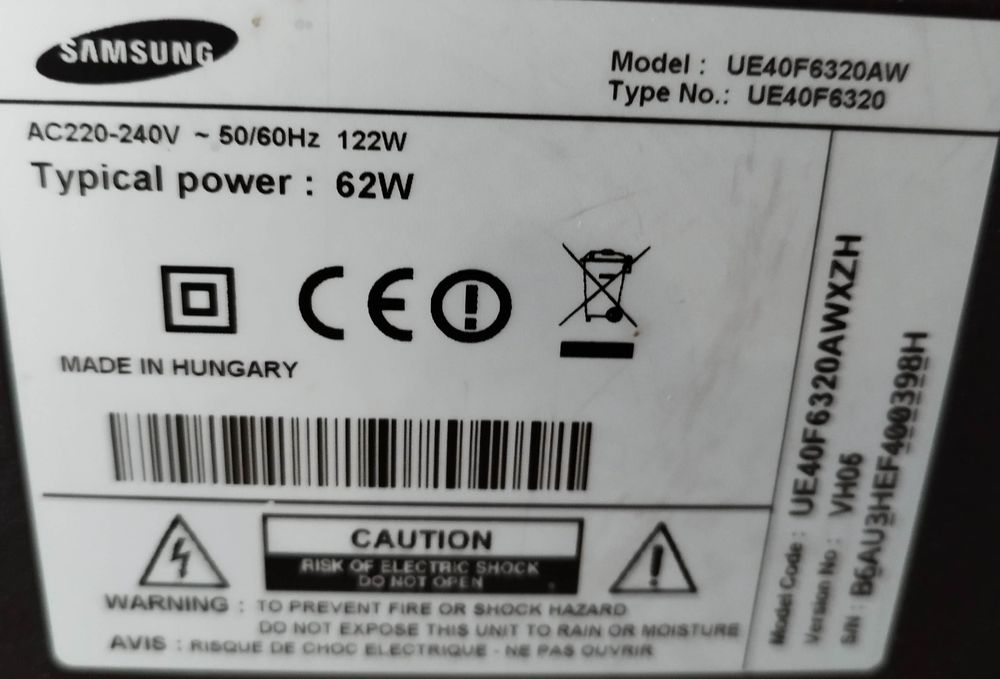 SAMSUNG
Model : UE40F6320AW
Type No.: UE40F6320
AC220-240V ~ 50/60Hz 122W
Typical power : 62W
CE
MADE IN HUNGARY
CAUTION
RISK OF ELECTRIC SHOCK
DO NOT OPEN
WARNING : TO PREVENT FIRE OR SHOCK HAZARD
DO NOT EXPOSE THIS UNIT TO RAIN OR MOISTURE
AVIS : RISQUE DE CHOC ELECTRIQUE - NE PAS OUVRIR
Model Code : UE40F6320AWXZH
Version No : VH05
S/N : B6AU3HEF400398H